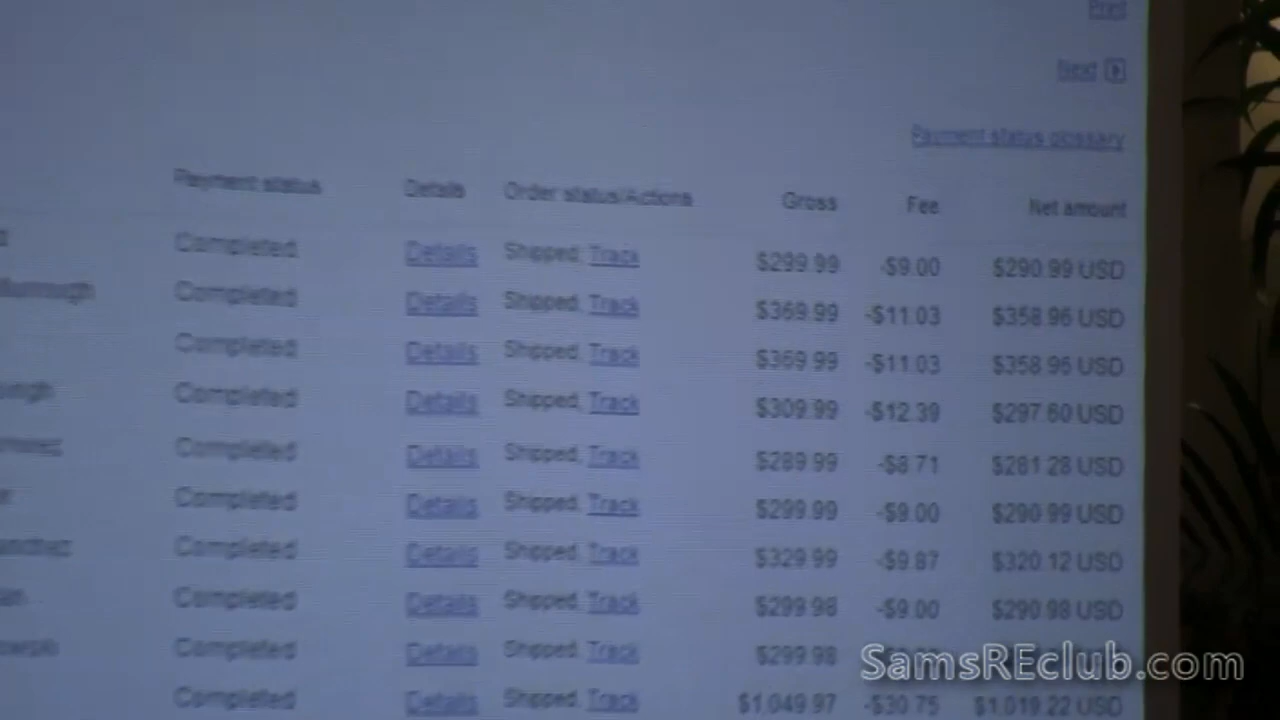 Print
Next
Payment status glossary
Payment status Details Order status/Actions Gross Fee Net amount
Completed Details Shipped, Track $299.99 -$9.00 $290.99 USD
Completed Details Shipped, Track $369.99 -$11.03 $358.96 USD
Completed Details Shipped, Track $369.99 -$11.03 $358.96 USD
Completed Details Shipped, Track $309.99 -$12.39 $297.60 USD
Completed Details Shipped, Track $289.99 -$8.71 $281.28 USD
Completed Details Shipped, Track $299.99 -$9.00 $290.99 USD
Completed Details Shipped, Track $329.99 -$9.87 $320.12 USD
Completed Details Shipped, Track $299.98 -$9.00 $290.98 USD
Completed Details Shipped, Track $299.98
SamsREclub.com
Completed Details Shipped, Track $1,049.97 -$30.75 $1,019.22 USD